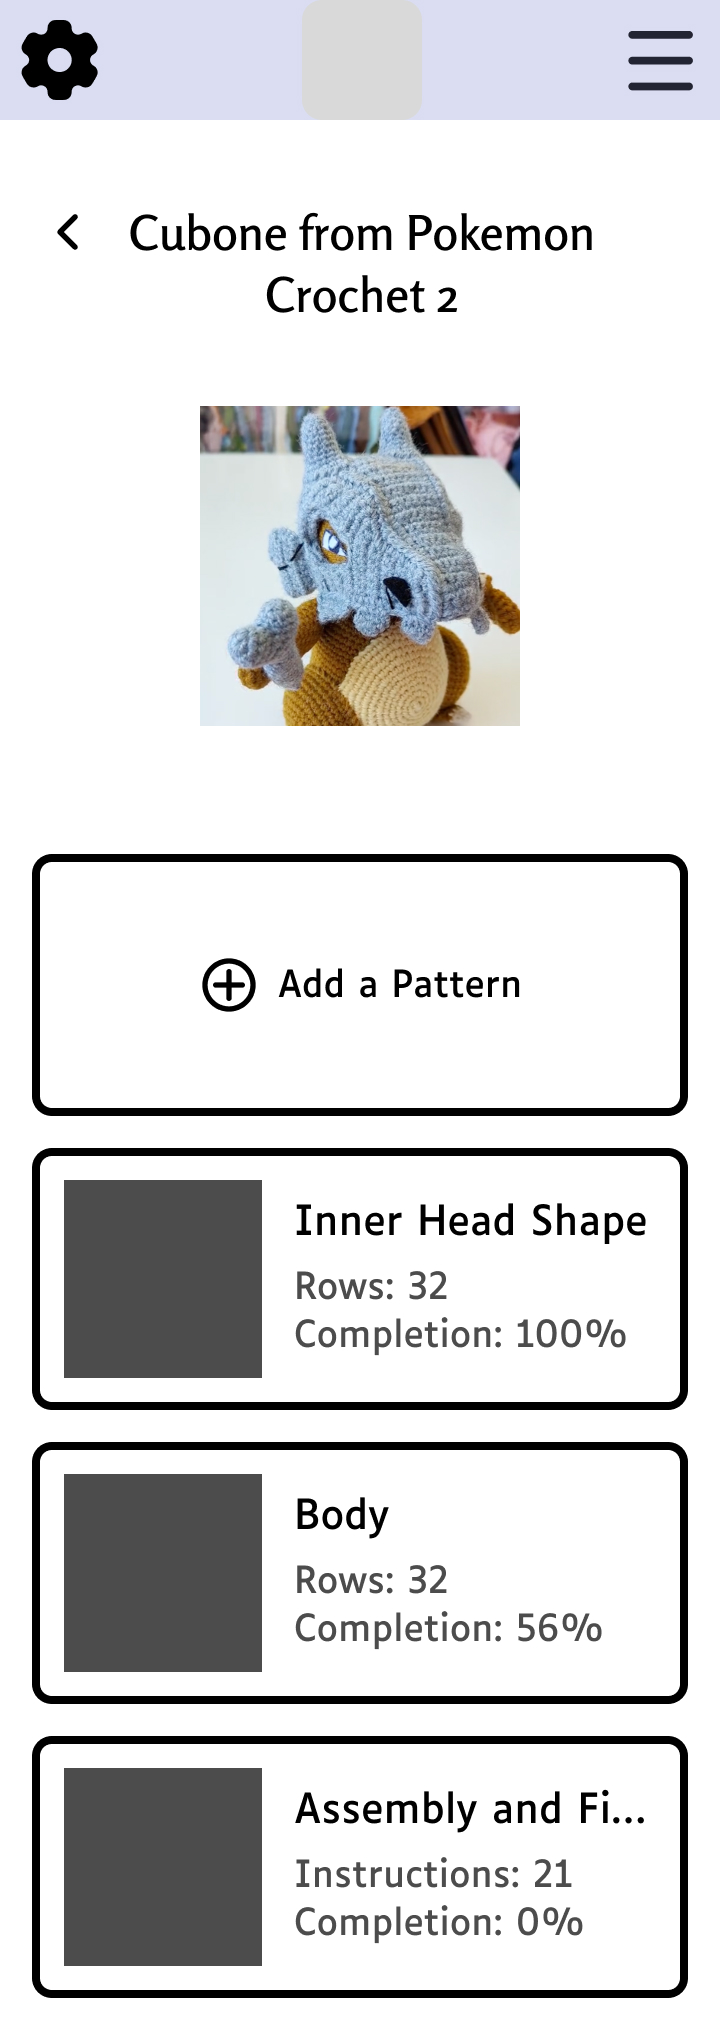 Cubone from Pokemon
Crochet 2
Add a Pattern
Inner Head Shape
Rows: 32
Completion: 100%
Body
Rows: 32
Completion: 56%
Assembly and Fi...
Instructions: 21
Completion: 0%